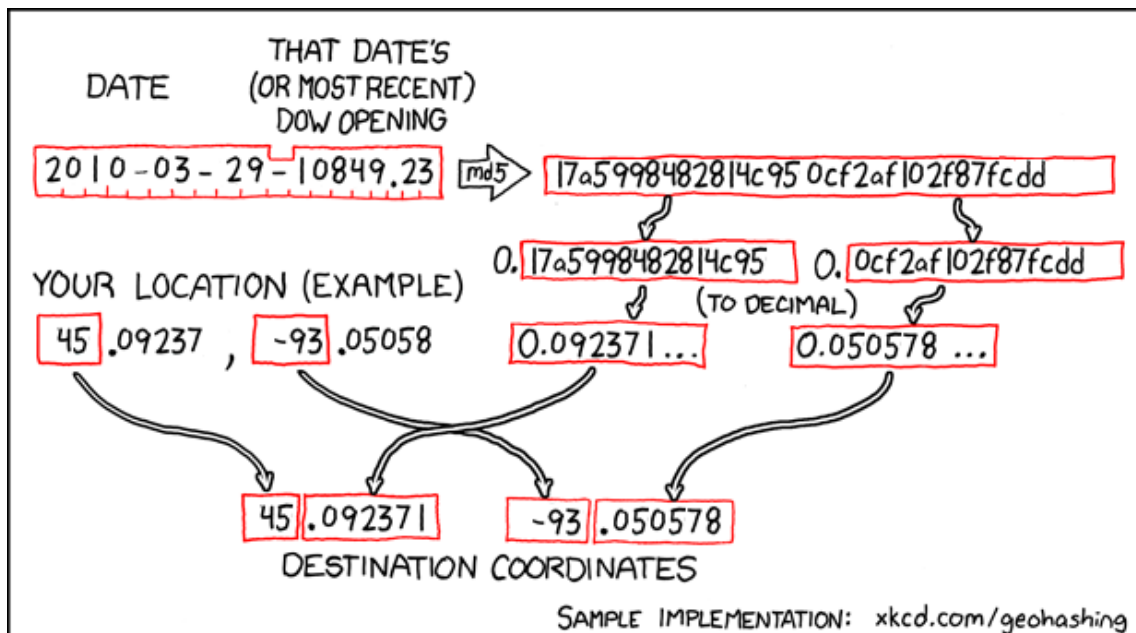 DATE
THAT DATE'S
(OR MOST RECENT)
DOW OPENING
2010-03-29-10849.23
md5
17a5998482814c950cf2af102f87fcdd
0.17a5998482814c95
0.0cf2af102f87fcdd
(TO DECIMAL)
YOUR LOCATION (EXAMPLE)
45.09237, -93.05058
0.092371...
0.050578 ...
45.092371
-93.050578
DESTINATION COORDINATES
SAMPLE IMPLEMENTATION: xkcd.com/geohashing